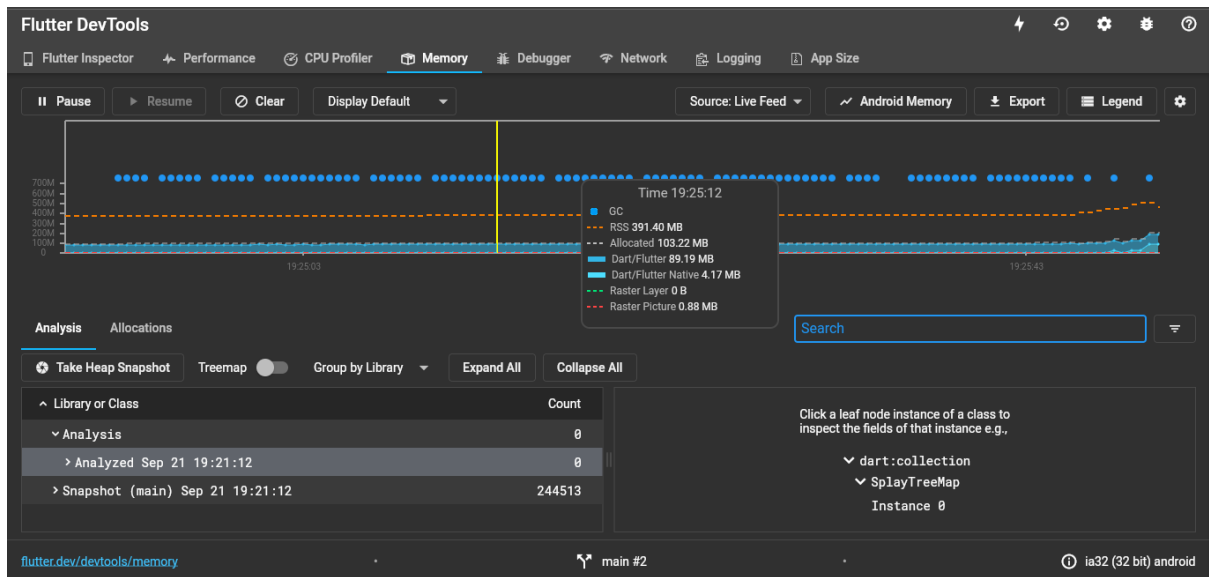 Flutter DevTools
Flutter Inspector Performance CPU Profiler Memory Debugger Network Logging App Size
Pause Resume Clear Display Default Source: Live Feed Android Memory Export Legend
700M
600M
500M
400M
300M
200M
100M
0
19:25:03 19:25:43
Time 19:25:12
GC
RSS 391.40 MB
Allocated 103.22 MB
Dart/Flutter 89.19 MB
Dart/Flutter Native 4.17 MB
Raster Layer 0 B
Raster Picture 0.88 MB
Analysis Allocations Search
Take Heap Snapshot Treemap Group by Library Expand All Collapse All
Library or Class Count
Analysis 0
Analyzed Sep 21 19:21:12 0
Snapshot (main) Sep 21 19:21:12 244513
Click a leaf node instance of a class to
inspect the fields of that instance e.g.,
dart:collection
SplayTreeMap
Instance 0
flutter.dev/devtools/memory main #2 ia32 (32 bit) android